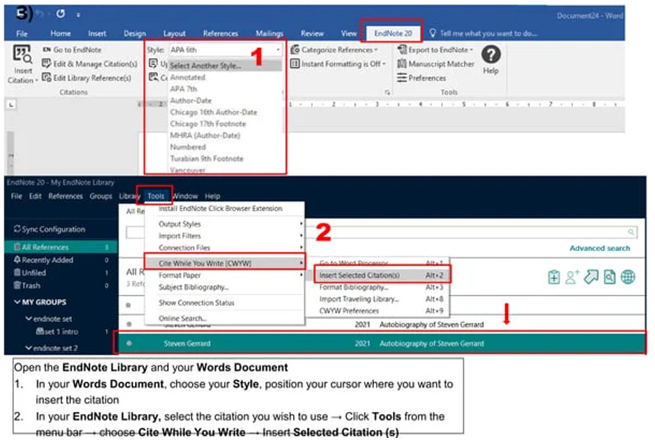 3)
Document24 - Word
File Home Insert Design Layout References Mailings Review View EndNote 20 Tell me what you want to do...
Insert Citation
Go to EndNote
Edit & Manage Citation(s)
Edit Library Reference(s)
Citations
Style: APA 6th
Select Another Style...
Annotated
APA 7th
Author-Date
Chicago 16th Author-Date
Chicago 17th Footnote
MHRA (Author-Date)
Numbered
Turabian 9th Footnote
Vancouver
1
Categorize References
Instant Formatting is Off
Export to EndNote
Manuscript Matcher
Preferences
Tools
Help
EndNote 20 - My EndNote Library
File Edit References Groups Library Tools Window Help
Sync Configuration
All References 3
Recently Added 0
Unfiled 1
Trash 0
MY GROUPS
endnote set
set 1 intro 1
endnote set 2
Install EndNote Click Browser Extension
Output Styles
Import Filters
Connection Files
Cite While You Write [CWYW]
Format Paper
Subject Bibliography...
Show Connection Status
Online Search...
2
Go to Word Processor Alt+1
Insert Selected Citation(s) Alt+2
Format Bibliography... Alt+3
Import Traveling Library... Alt+8
CWYW Preferences Alt+9
Advanced search
Steven Gerrard 2021 Autobiography of Steven Gerrard
Steven Gerrard 2021 Autobiography of Steven Gerrard
Open the EndNote Library and your Words Document
1. In your Words Document, choose your Style, position your cursor where you want to
insert the citation
2. In your EndNote Library, select the citation you wish to use → Click Tools from the
menu bar → choose Cite While You Write → Insert Selected Citation (s)